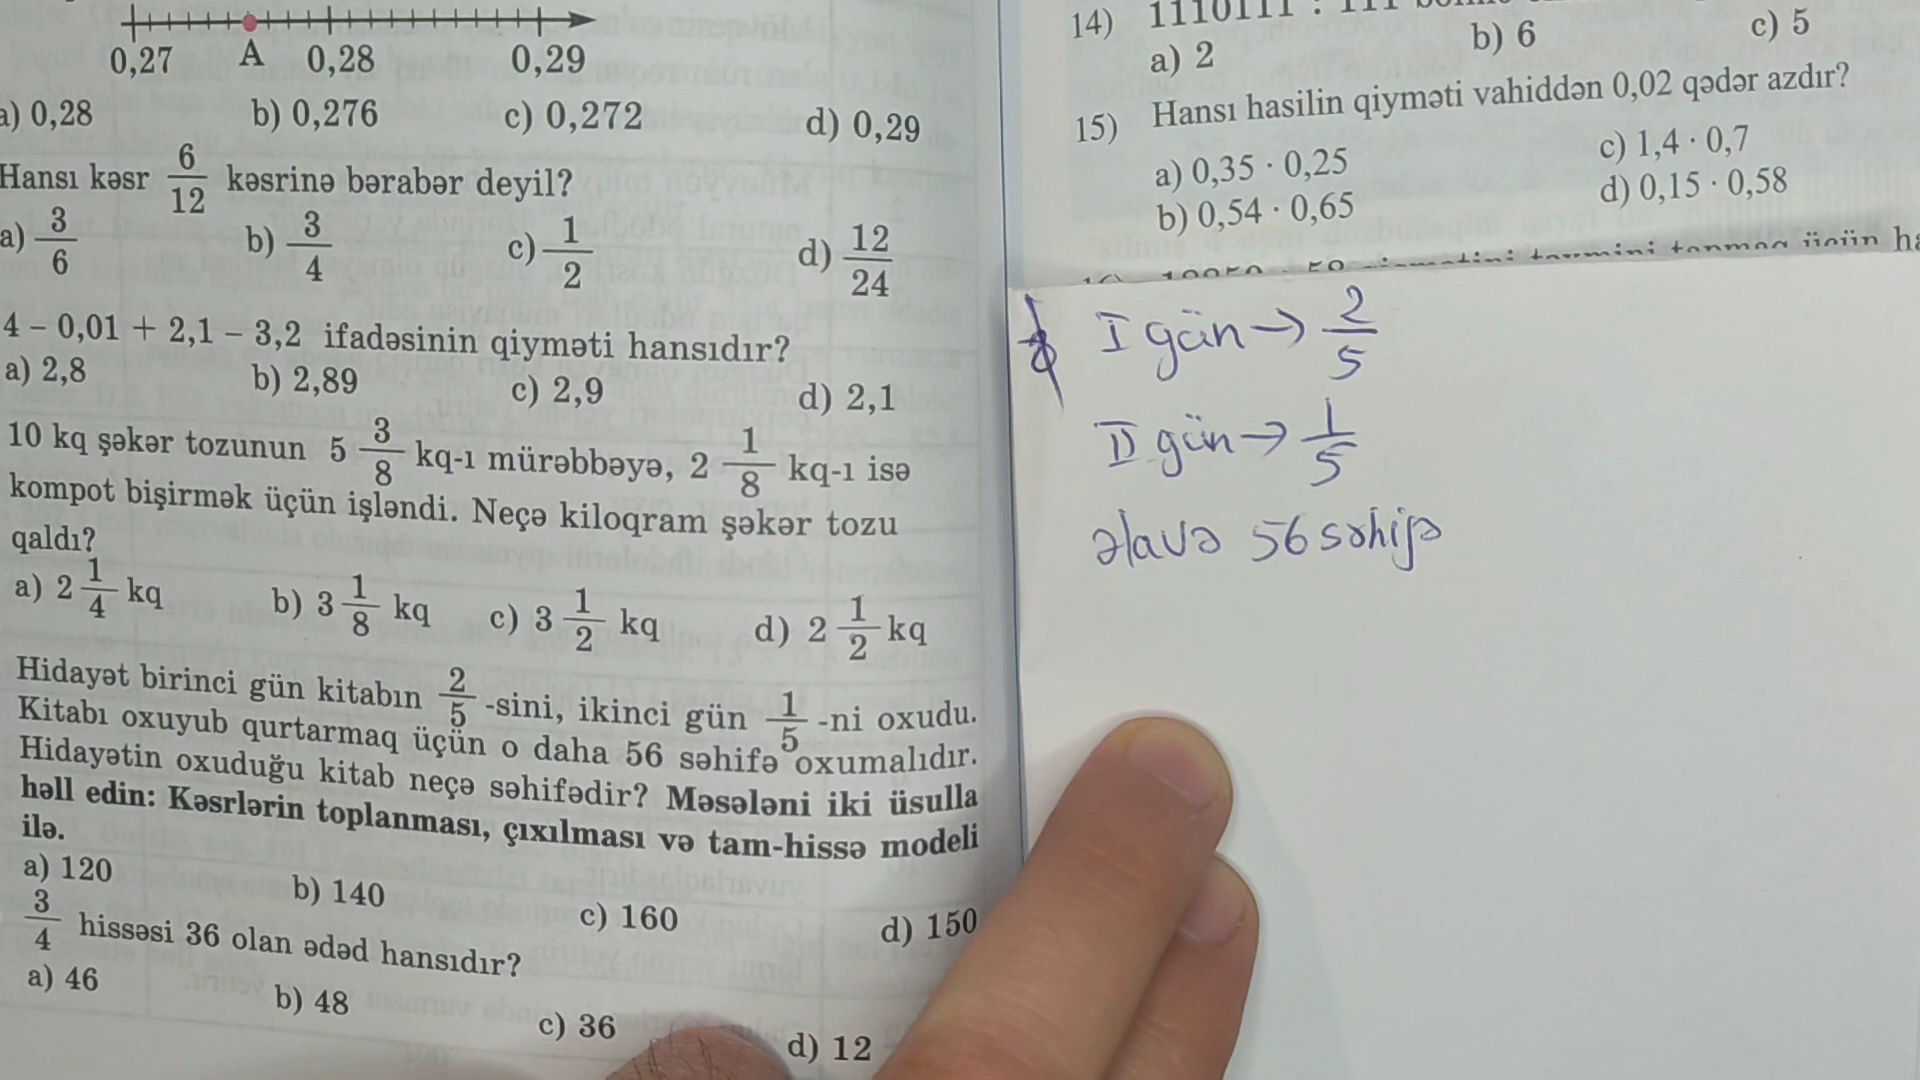 0,27 A 0,28 0,29
a) 0,28 b) 0,276 c) 0,272 d) 0,29
Hansı kəsr 6/12 kəsrinə bərabər deyil?
a) 3/6 b) 3/4 c) 1/2 d) 12/24
4 – 0,01 + 2,1 – 3,2 ifadəsinin qiyməti hansıdır?
a) 2,8 b) 2,89 c) 2,9 d) 2,1
10 kq şəkər tozunun 5 3/8 kq-ı mürəbbəyə, 2 1/8 kq-ı isə
kompot bişirmək üçün işləndi. Neçə kiloqram şəkər tozu
qaldı?
a) 2 1/4 kq b) 3 1/8 kq c) 3 1/2 kq d) 2 1/2 kq
Hidayət birinci gün kitabın 2/5 -sini, ikinci gün 1/5 -ni oxudu.
Kitabı oxuyub qurtarmaq üçün o daha 56 səhifə oxumalıdır.
Hidayətin oxuduğu kitab neçə səhifədir? Məsələni iki üsulla
həll edin: Kəsrlərin toplanması, çıxılması və tam-hissə modeli
ilə.
a) 120 b) 140 c) 160 d) 150
3/4 hissəsi 36 olan ədəd hansıdır?
a) 46 b) 48 c) 36 d) 12
14) 1110111 : 111
a) 2 b) 6 c) 5
15) Hansı hasilin qiyməti vahiddən 0,02 qədər azdır?
a) 0,35 · 0,25 c) 1,4 · 0,7
b) 0,54 · 0,65 d) 0,15 · 0,58
I gün → 2/5
II gün → 1/5
əlavə 56 səhifə